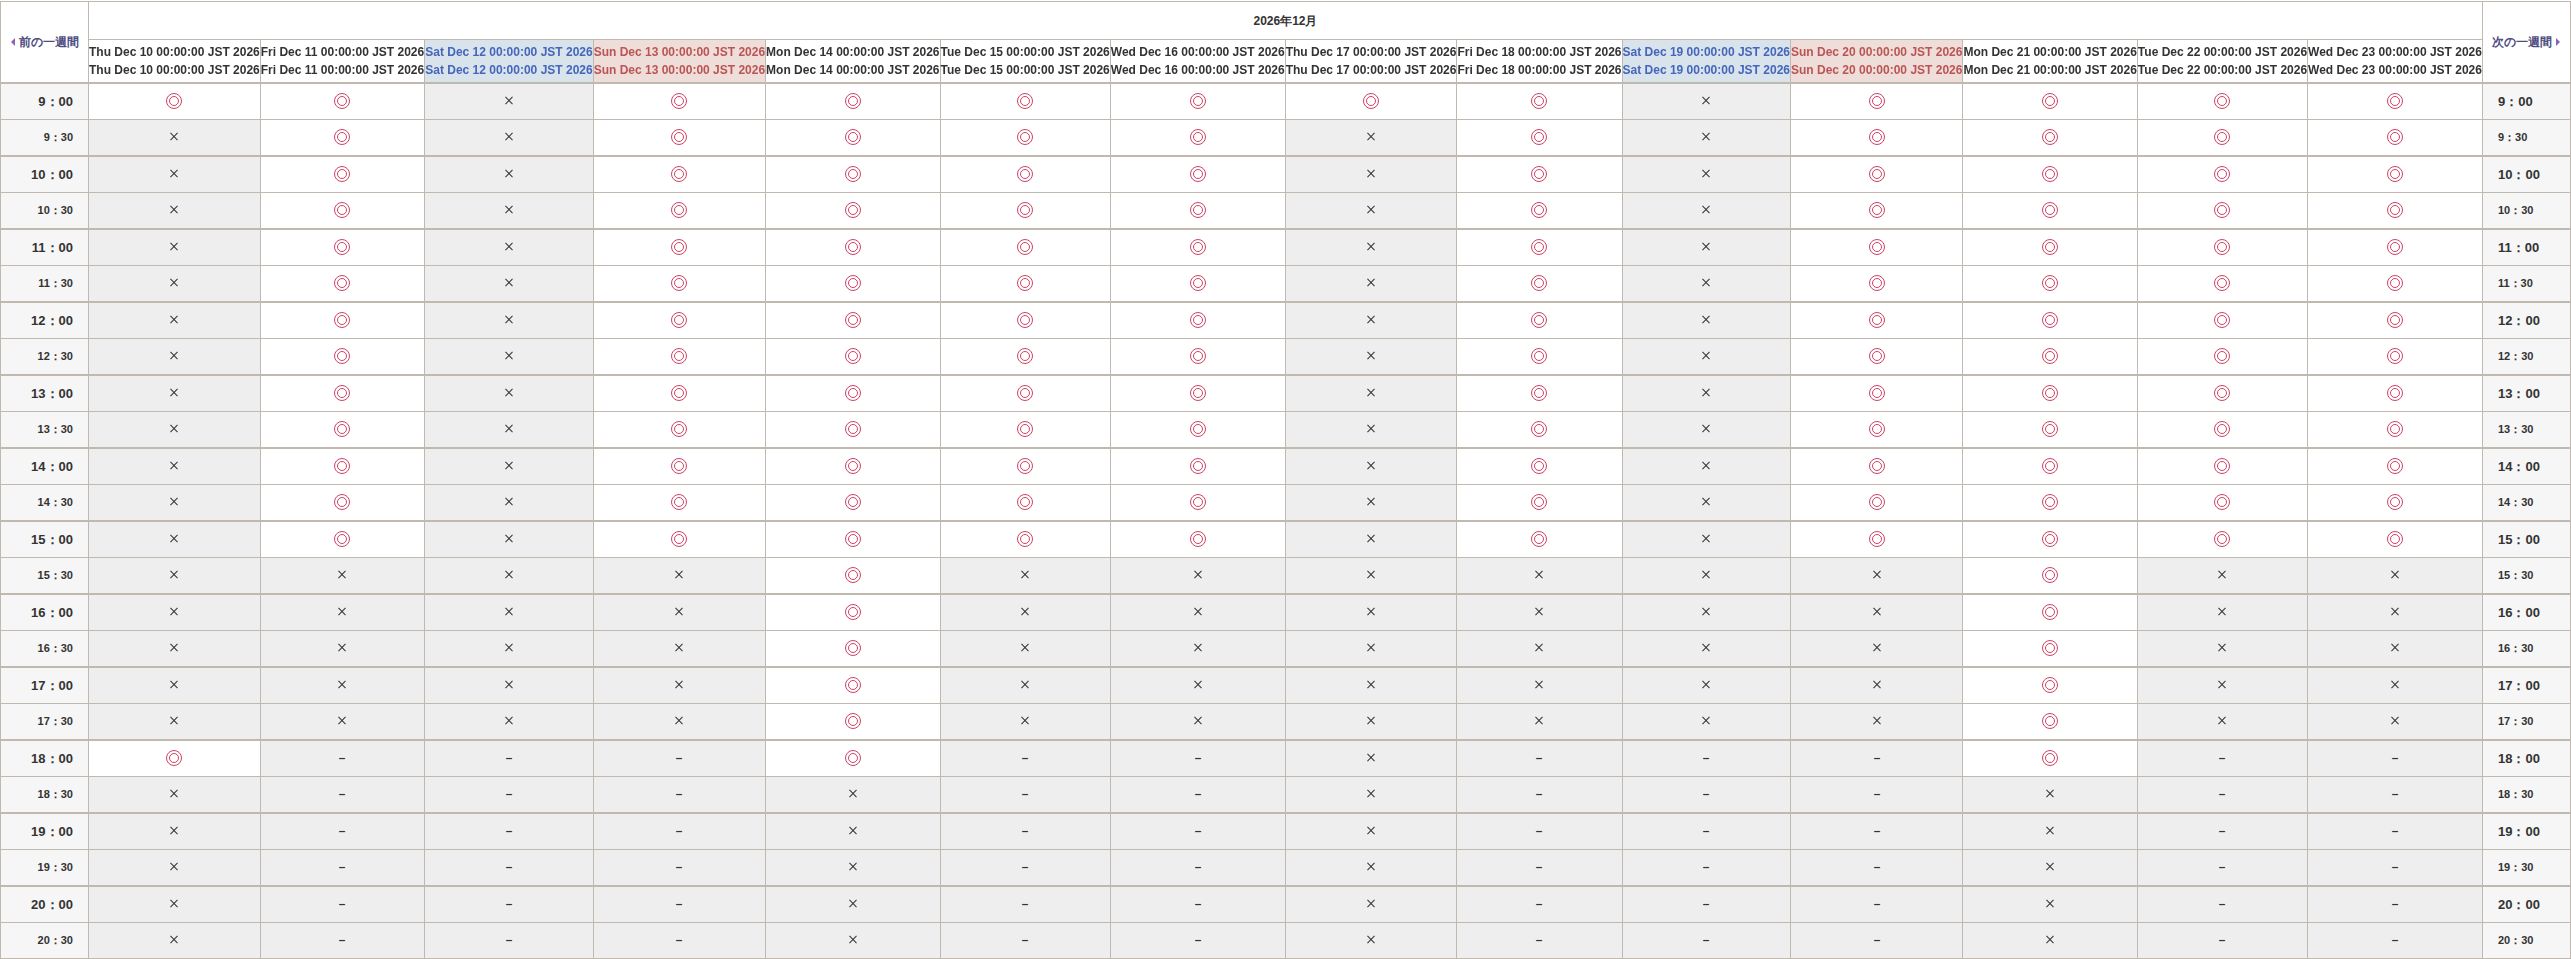 前の一週間 2026年12月 次の一週間
Thu Dec 10 00:00:00 JST 2026 Fri Dec 11 00:00:00 JST 2026 Sat Dec 12 00:00:00 JST 2026 Sun Dec 13 00:00:00 JST 2026 Mon Dec 14 00:00:00 JST 2026 Tue Dec 15 00:00:00 JST 2026 Wed Dec 16 00:00:00 JST 2026 Thu Dec 17 00:00:00 JST 2026 Fri Dec 18 00:00:00 JST 2026 Sat Dec 19 00:00:00 JST 2026 Sun Dec 20 00:00:00 JST 2026 Mon Dec 21 00:00:00 JST 2026 Tue Dec 22 00:00:00 JST 2026 Wed Dec 23 00:00:00 JST 2026
Thu Dec 10 00:00:00 JST 2026 Fri Dec 11 00:00:00 JST 2026 Sat Dec 12 00:00:00 JST 2026 Sun Dec 13 00:00:00 JST 2026 Mon Dec 14 00:00:00 JST 2026 Tue Dec 15 00:00:00 JST 2026 Wed Dec 16 00:00:00 JST 2026 Thu Dec 17 00:00:00 JST 2026 Fri Dec 18 00:00:00 JST 2026 Sat Dec 19 00:00:00 JST 2026 Sun Dec 20 00:00:00 JST 2026 Mon Dec 21 00:00:00 JST 2026 Tue Dec 22 00:00:00 JST 2026 Wed Dec 23 00:00:00 JST 2026
9：00 ◎ ◎ × ◎ ◎ ◎ ◎ ◎ ◎ × ◎ ◎ ◎ ◎ 9：00
9：30 × ◎ × ◎ ◎ ◎ ◎ × ◎ × ◎ ◎ ◎ ◎ 9：30
10：00 × ◎ × ◎ ◎ ◎ ◎ × ◎ × ◎ ◎ ◎ ◎ 10：00
10：30 × ◎ × ◎ ◎ ◎ ◎ × ◎ × ◎ ◎ ◎ ◎ 10：30
11：00 × ◎ × ◎ ◎ ◎ ◎ × ◎ × ◎ ◎ ◎ ◎ 11：00
11：30 × ◎ × ◎ ◎ ◎ ◎ × ◎ × ◎ ◎ ◎ ◎ 11：30
12：00 × ◎ × ◎ ◎ ◎ ◎ × ◎ × ◎ ◎ ◎ ◎ 12：00
12：30 × ◎ × ◎ ◎ ◎ ◎ × ◎ × ◎ ◎ ◎ ◎ 12：30
13：00 × ◎ × ◎ ◎ ◎ ◎ × ◎ × ◎ ◎ ◎ ◎ 13：00
13：30 × ◎ × ◎ ◎ ◎ ◎ × ◎ × ◎ ◎ ◎ ◎ 13：30
14：00 × ◎ × ◎ ◎ ◎ ◎ × ◎ × ◎ ◎ ◎ ◎ 14：00
14：30 × ◎ × ◎ ◎ ◎ ◎ × ◎ × ◎ ◎ ◎ ◎ 14：30
15：00 × ◎ × ◎ ◎ ◎ ◎ × ◎ × ◎ ◎ ◎ ◎ 15：00
15：30 × × × × ◎ × × × × × × ◎ × × 15：30
16：00 × × × × ◎ × × × × × × ◎ × × 16：00
16：30 × × × × ◎ × × × × × × ◎ × × 16：30
17：00 × × × × ◎ × × × × × × ◎ × × 17：00
17：30 × × × × ◎ × × × × × × ◎ × × 17：30
18：00 ◎ － － － ◎ － － × － － － ◎ － － 18：00
18：30 × － － － × － － × － － － × － － 18：30
19：00 × － － － × － － × － － － × － － 19：00
19：30 × － － － × － － × － － － × － － 19：30
20：00 × － － － × － － × － － － × － － 20：00
20：30 × － － － × － － × － － － × － － 20：30